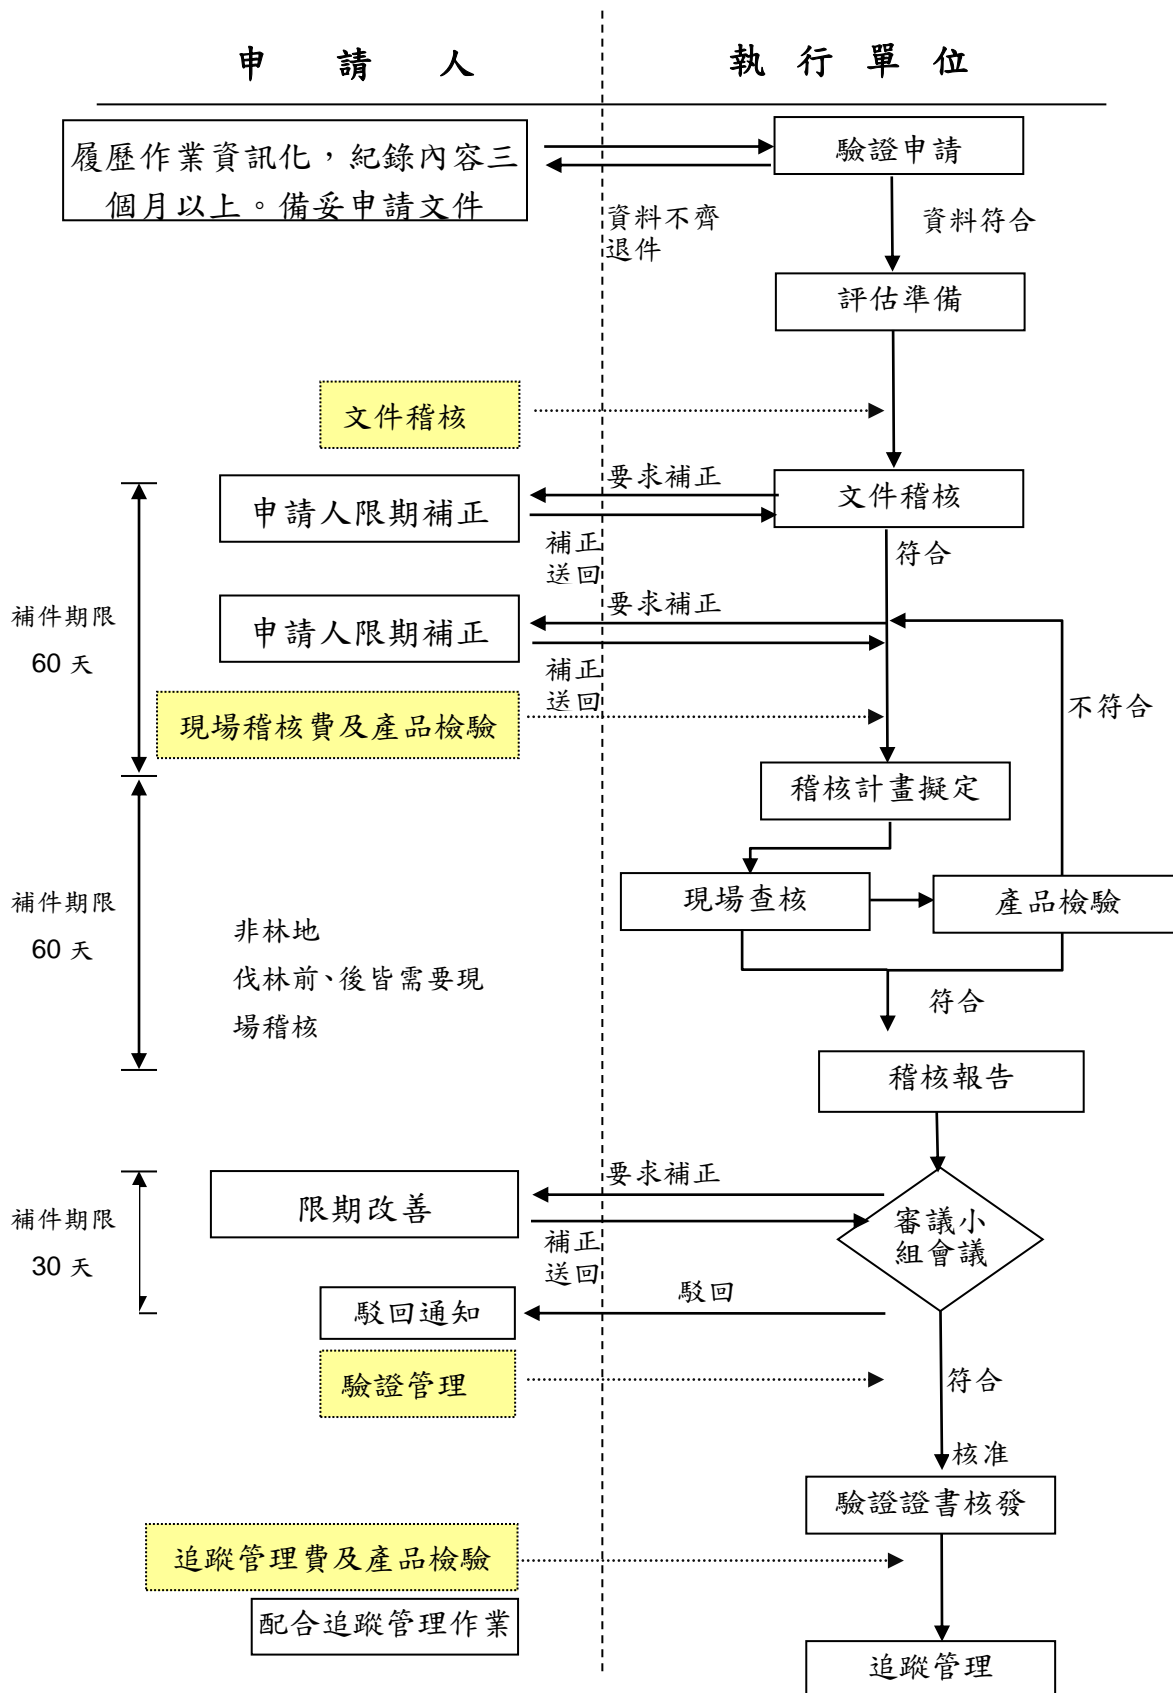 申 請 人
執 行 單 位
履歷作業資訊化，紀錄內容三
個月以上。備妥申請文件
驗證申請
資料不齊
退件
資料符合
評估準備
文件稽核
要求補正
文件稽核
申請人限期補正
補正
送回
符合
補件期限
60 天
要求補正
申請人限期補正
補正
送回
不符合
現場稽核費及產品檢驗
稽核計畫擬定
補件期限
60 天
現場查核
產品檢驗
非林地
伐林前、後皆需要現
場稽核
符合
稽核報告
要求補正
補件期限
30 天
限期改善
審議小
組會議
補正
送回
駁回
駁回通知
驗證管理
符合
核准
驗證證書核發
追蹤管理費及產品檢驗
配合追蹤管理作業
追蹤管理